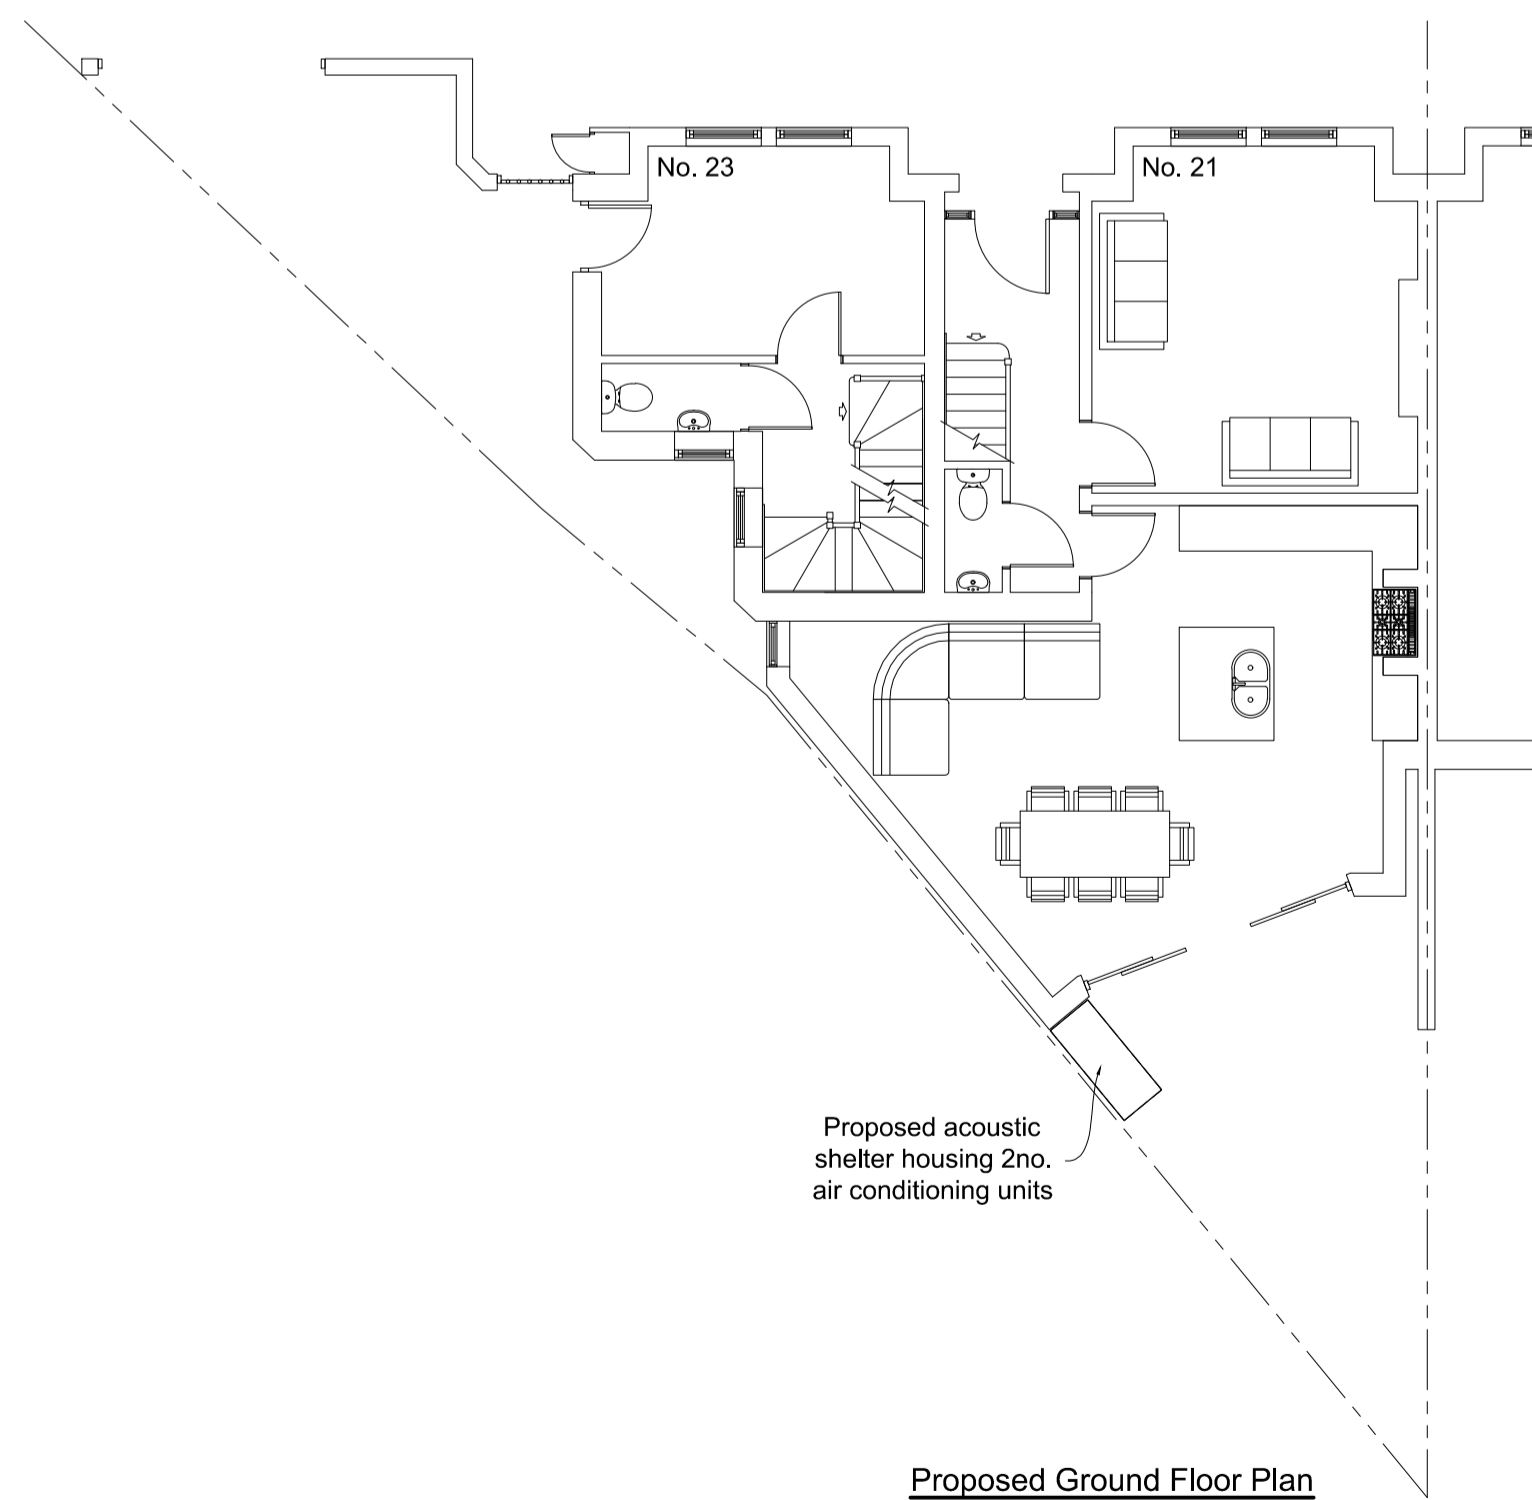 No. 23
No. 21
Proposed acoustic
shelter housing 2no.
air conditioning units
Proposed Ground Floor Plan